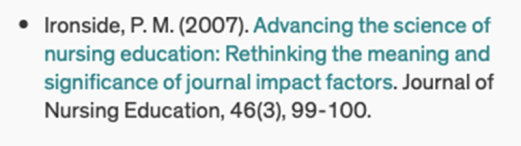 • Ironside, P. M. (2007). Advancing the science of
nursing education: Rethinking the meaning and
significance of journal impact factors. Journal of
Nursing Education, 46(3), 99-100.